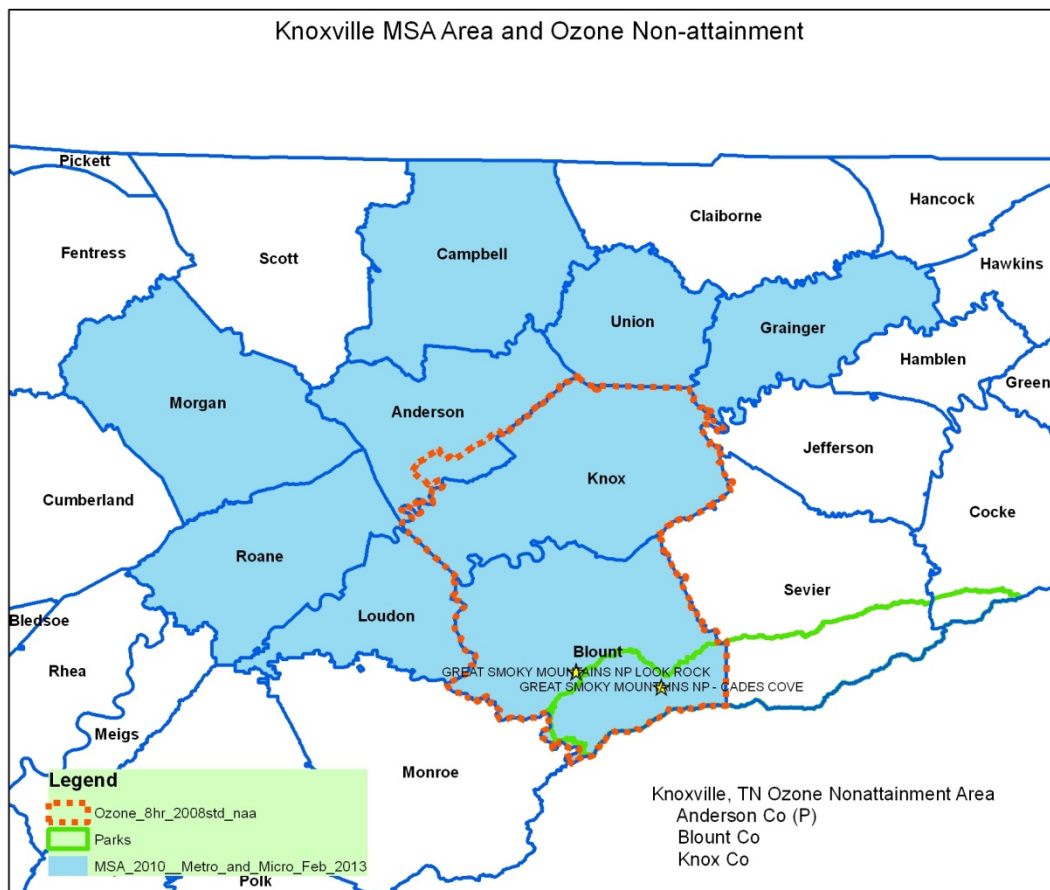 Knoxville MSA Area and Ozone Non-attainment
Pickett
Hancock
Claiborne
Fentress
Scott
Campbell
Hawkins
Union
Grainger
Hamblen
Green
Morgan
Anderson
Jefferson
Knox
Cumberland
Cocke
Roane
Sevier
Loudon
Bledsoe
Blount
Rhea
GREAT SMOKY MOUNTAINS NP LOOK ROCK
GREAT SMOKY MOUNTAINS NP - CADES COVE
Meigs
Monroe
Legend
Ozone_8hr_2008std_naa
Parks
MSA_2010__Metro_and_Micro_Feb_2013
Polk
Knoxville, TN Ozone Nonattainment Area
Anderson Co (P)
Blount Co
Knox Co